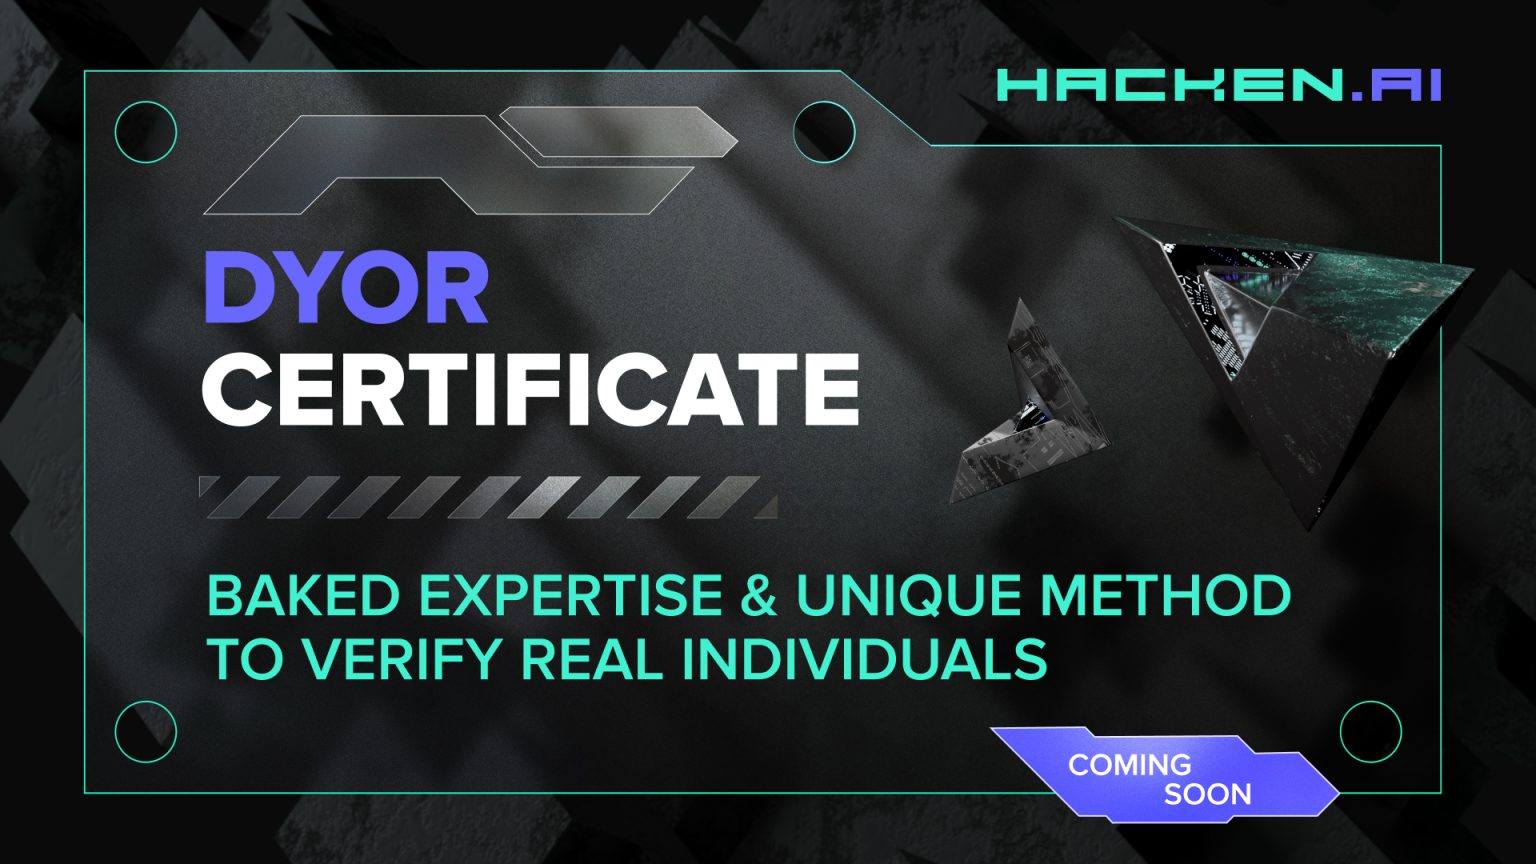 HACKEN.AI
DYOR
CERTIFICATE
BAKED EXPERTISE & UNIQUE METHOD
TO VERIFY REAL INDIVIDUALS
COMING
SOON